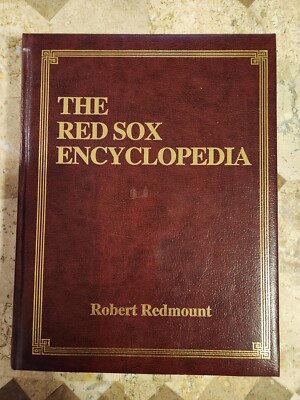 THE
RED SOX
ENCYCLOPEDIA
Robert Redmount